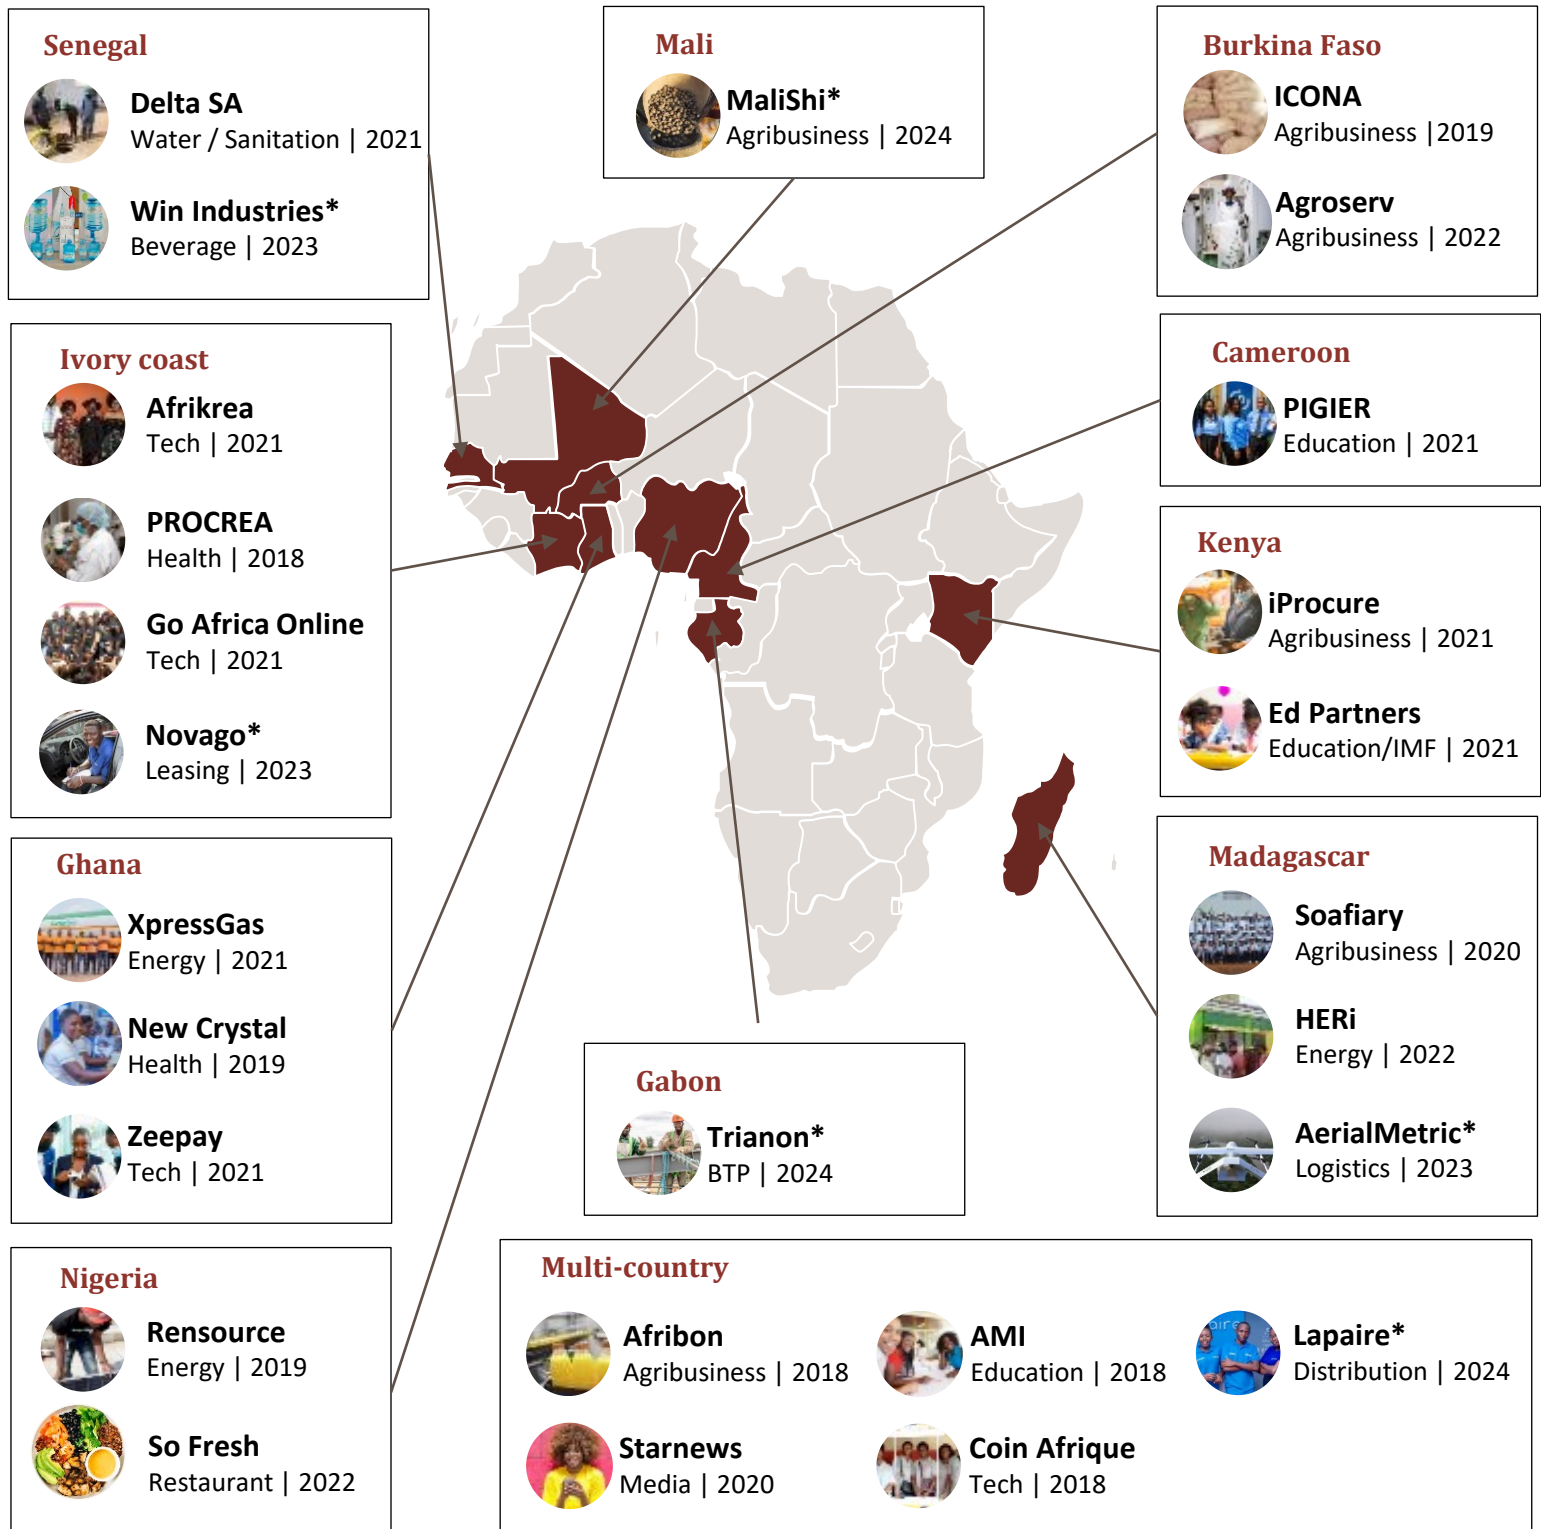 Senegal
Delta SA
Water / Sanitation | 2021
Win Industries*
Beverage | 2023
Mali
MaliShi*
Agribusiness | 2024
Burkina Faso
ICONA
Agribusiness |2019
Agroserv
Agribusiness | 2022
Ivory coast
Afrikrea
Tech | 2021
PROCREA
Health | 2018
Go Africa Online
Tech | 2021
Novago*
Leasing | 2023
Cameroon
PIGIER
Education | 2021
Kenya
iProcure
Agribusiness | 2021
Ed Partners
Education/IMF | 2021
Ghana
XpressGas
Energy | 2021
New Crystal
Health | 2019
Zeepay
Tech | 2021
Madagascar
Soafiary
Agribusiness | 2020
HERi
Energy | 2022
AerialMetric*
Logistics | 2023
Gabon
Trianon*
BTP | 2024
Nigeria
Rensource
Energy | 2019
So Fresh
Restaurant | 2022
Multi-country
Afribon
Agribusiness | 2018
AMI
Education | 2018
Lapaire*
Distribution | 2024
Starnews
Media | 2020
Coin Afrique
Tech | 2018